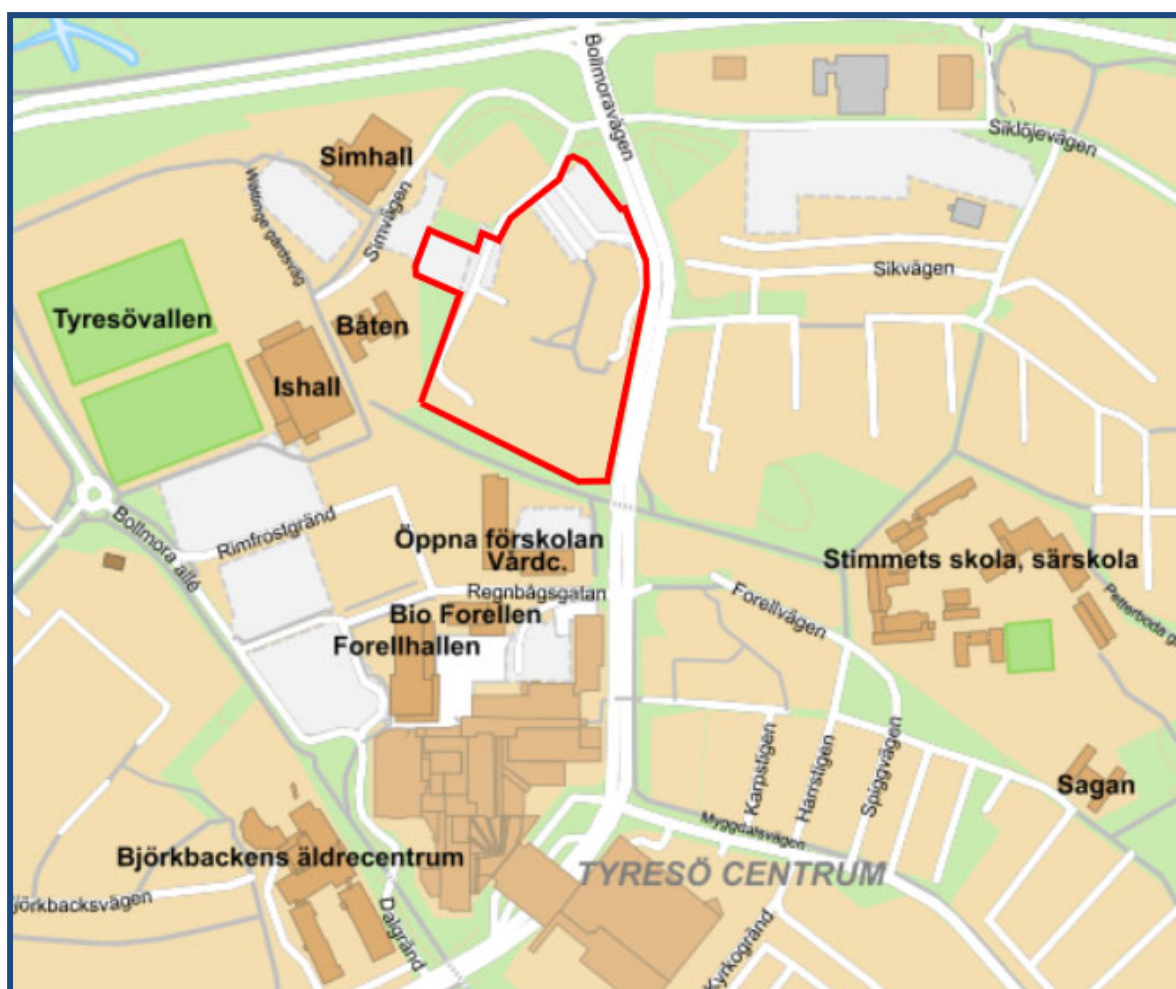 Bollmoravägen
Siklöjevägen
Simhall
Wättinge gårdsväg
Simvägen
Sikvägen
Tyresövallen
Båten
Ishall
Bollmora allé
Rimfrostgränd
Öppna förskolan
Vårdc.
Stimmets skola, särskola
Regnbågsgatan
Forellvägen
Petterboda g
Bio Forellen
Forellhallen
Karpstigen
Harrstigen
Spiggvägen
Sagan
Myggdalsvägen
Björkbackens äldrecentrum
TYRESÖ CENTRUM
jörkbacksvägen
Dalgränd
Kyrkogränd